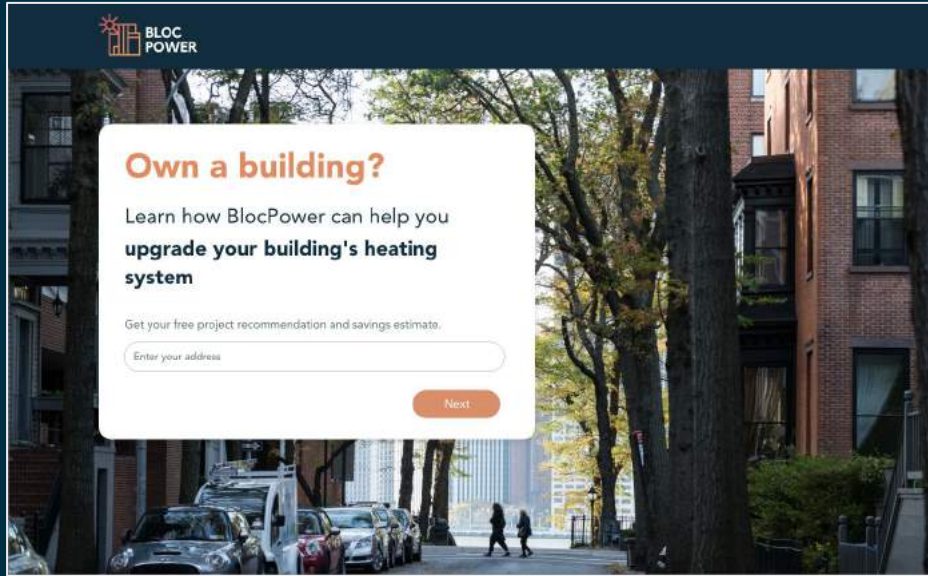 BLOC
POWER
Own a building?
Learn how BlocPower can help you
upgrade your building's heating
system
Get your free project recommendation and savings estimate.
Enter your address
Next